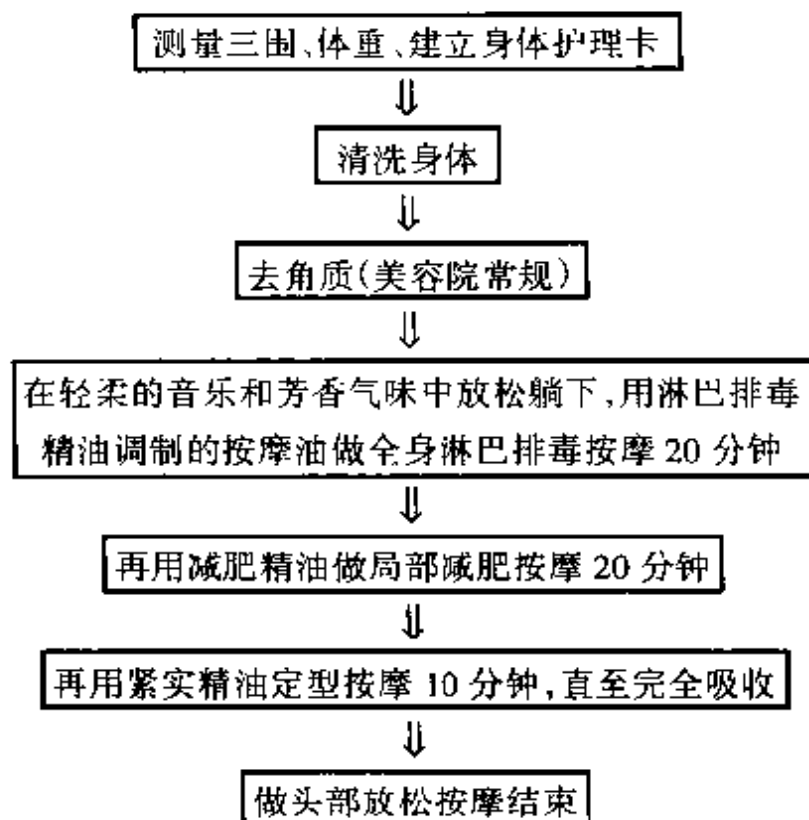 测量三围、体重、建立身体护理卡
⇓
清洗身体
⇓
去角质(美容院常规)
⇓
在轻柔的音乐和芳香气味中放松躺下,用淋巴排毒
精油调制的按摩油做全身淋巴排毒按摩20分钟
⇓
再用减肥精油做局部减肥按摩20分钟
⇓
再用紧实精油定型按摩10分钟,直至完全吸收
⇓
做头部放松按摩结束